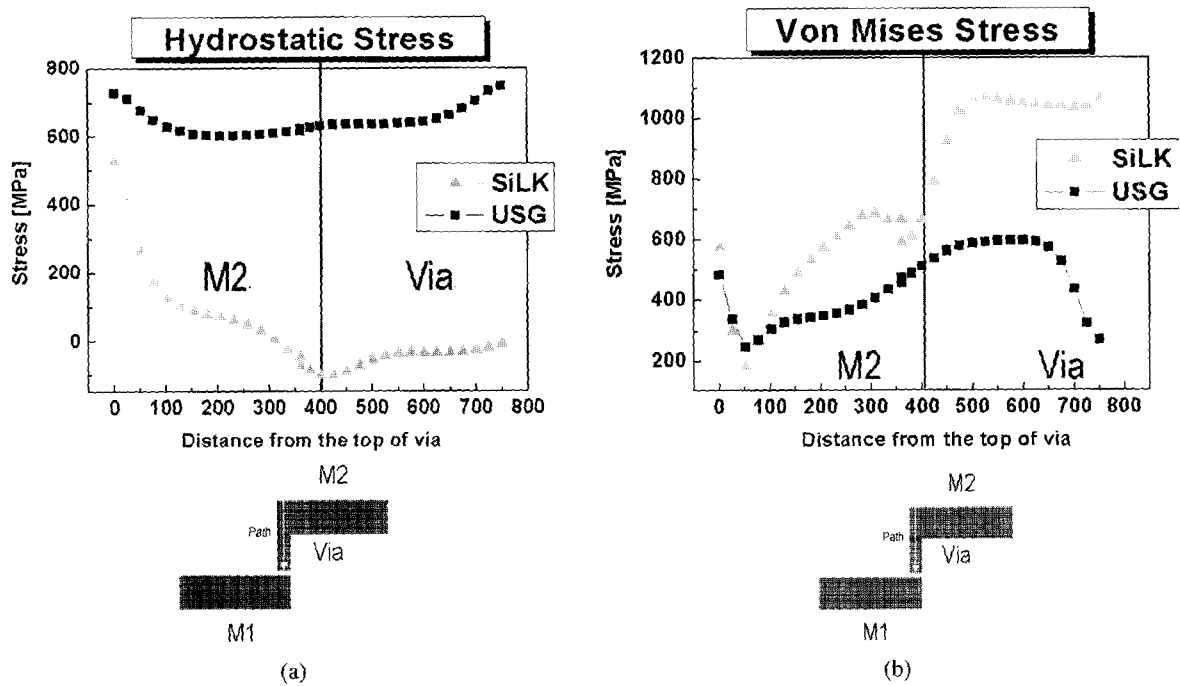 Hydrostatic Stress
Stress [MPa]
800
600
400
200
0
SiLK
USG
M2
Via
0 100 200 300 400 500 600 700 800
Distance from the top of via
M2
Path
Via
M1
(a)
Von Mises Stress
Stress [MPa]
1200
1000
800
600
400
200
SiLK
USG
M2
Via
0 100 200 300 400 500 600 700 800
Distance from the top of via
M2
Path
Via
M1
(b)